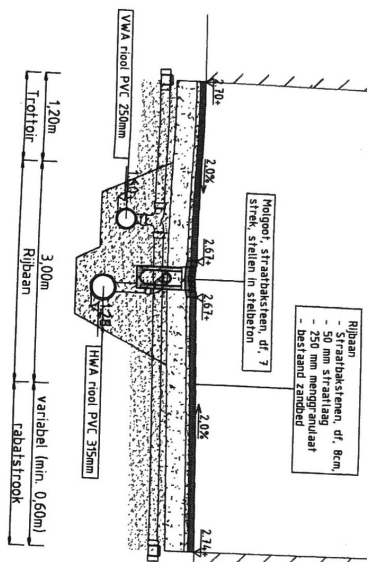 Rijbaan
- Straatbakstenen, df, 8cm,
- 50 mm straatlaag
- 250 mm menggranulaat
- bestaand zandbed
Molgoot, straatbaksteen, df, 7
strek, stellen in stelbeton
2.70+
2.0%
2.67+
2.67+
2.0%
2.74+
VWA riool PVC 250mm
HWA riool PVC 315mm
1,20m
3,00m
variabel (min. 0,60m)
Trottoir
Rijbaan
rabatstrook